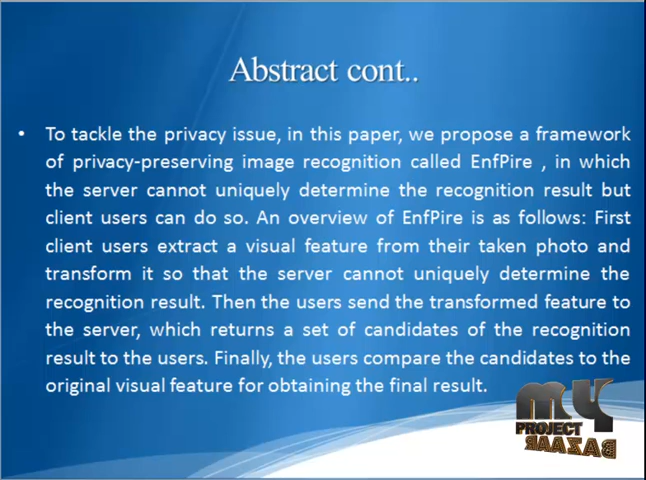 Abstract cont..
• To tackle the privacy issue, in this paper, we propose a framework
of privacy-preserving image recognition called EnfPire , in which
the server cannot uniquely determine the recognition result but
client users can do so. An overview of EnfPire is as follows: First
client users extract a visual feature from their taken photo and
transform it so that the server cannot uniquely determine the
recognition result. Then the users send the transformed feature to
the server, which returns a set of candidates of the recognition
result to the users. Finally, the users compare the candidates to the
original visual feature for obtaining the final result.
MY
PROJECT
BAZAAR